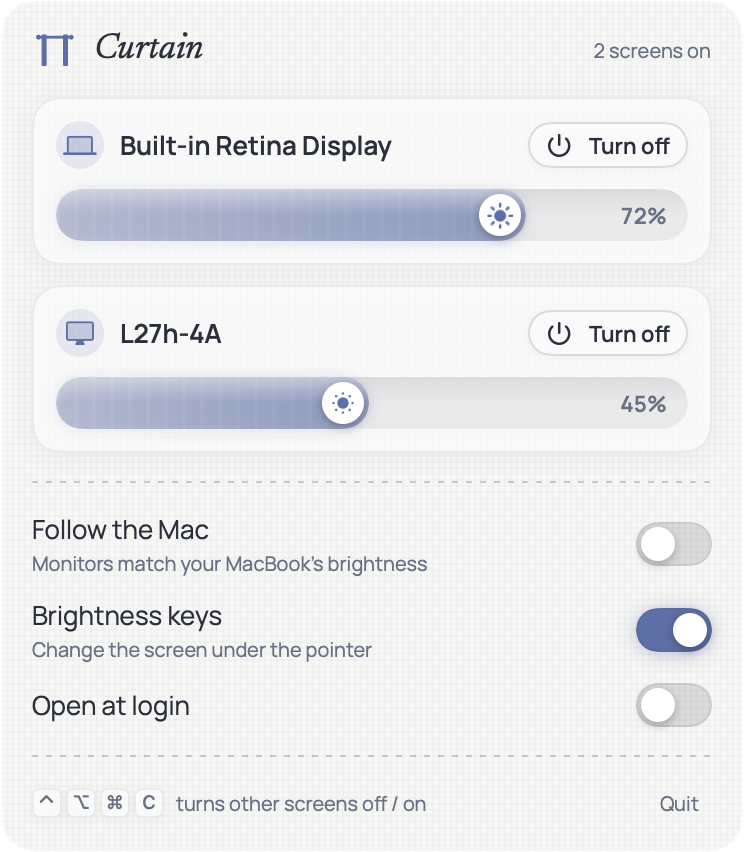 Curtain
2 screens on
Built-in Retina Display
Turn off
72%
L27h-4A
Turn off
45%
Follow the Mac
Monitors match your MacBook’s brightness
Brightness keys
Change the screen under the pointer
Open at login
⌃ ⌥ ⌘ C turns other screens off / on
Quit